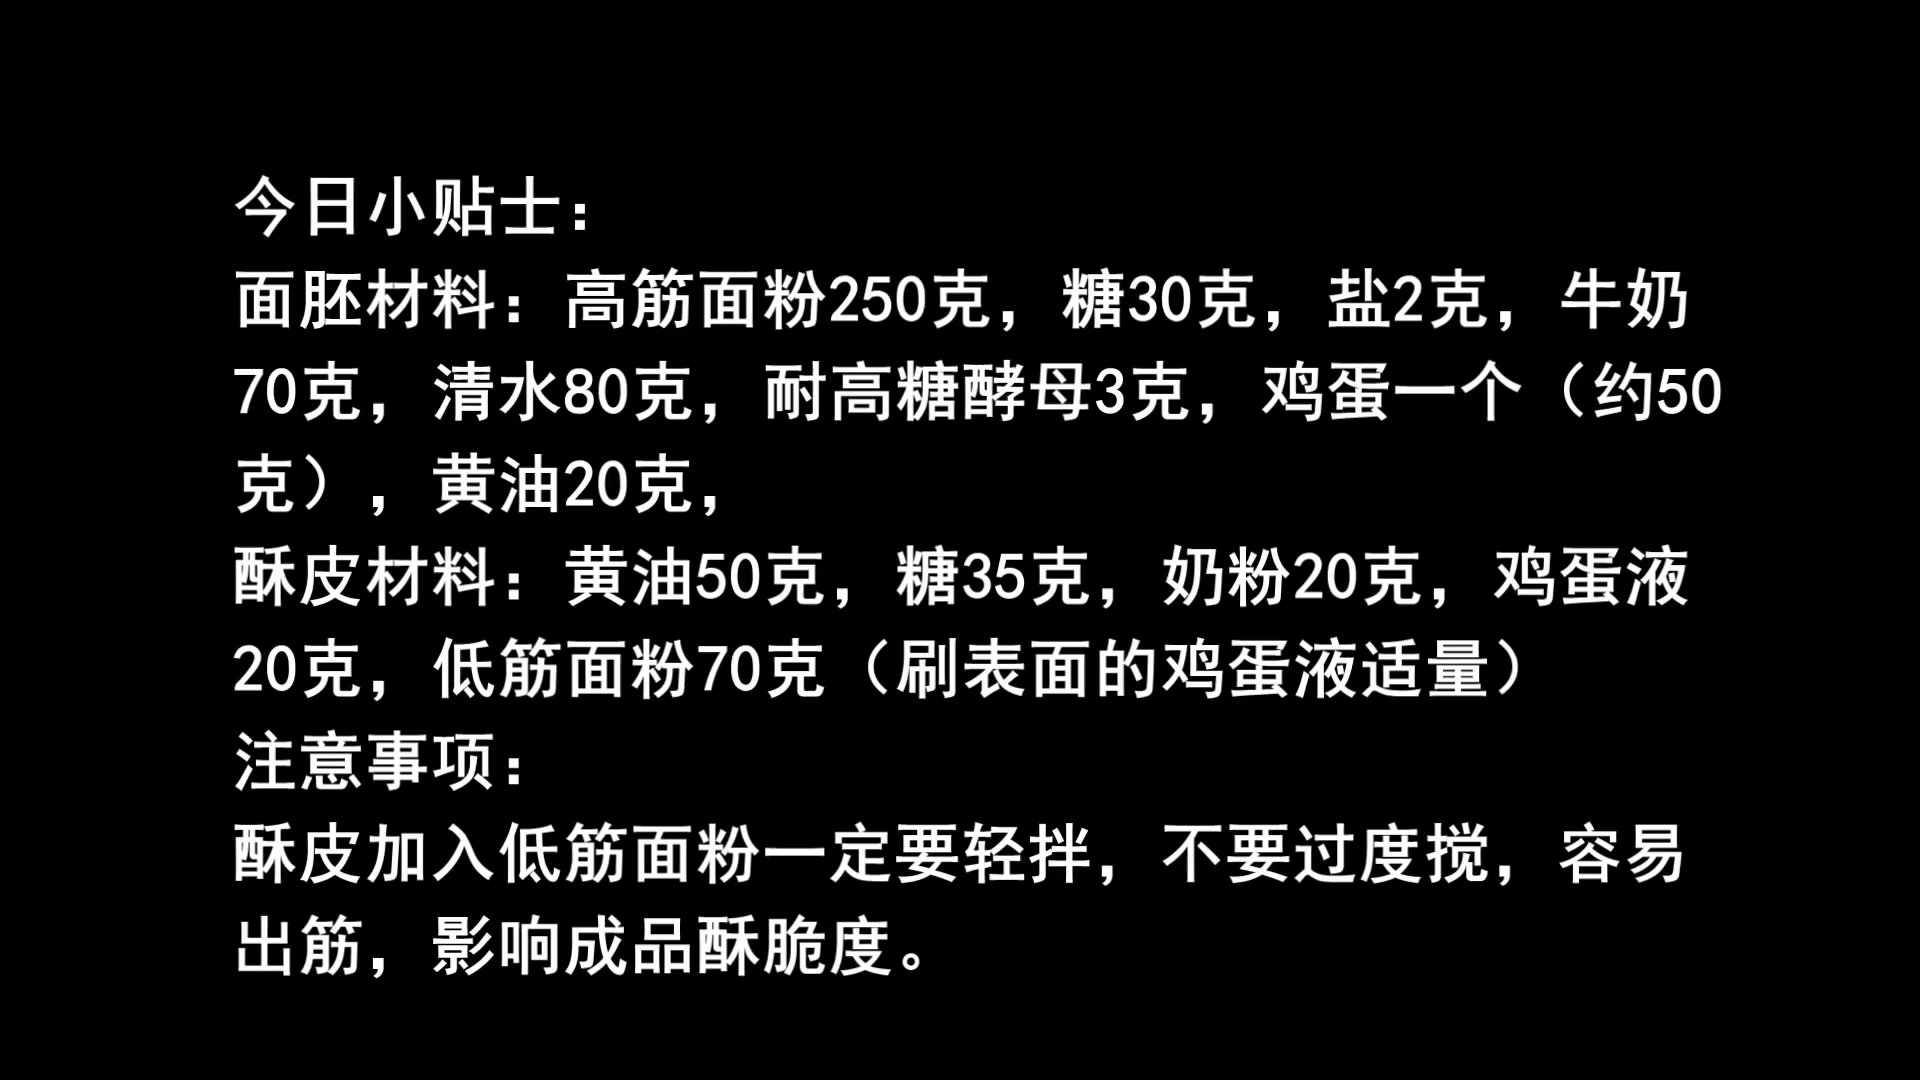 今日小贴士：
面胚材料：高筋面粉250克，糖30克，盐2克，牛奶
70克，清水80克，耐高糖酵母3克，鸡蛋一个（约50
克），黄油20克，
酥皮材料：黄油50克，糖35克，奶粉20克，鸡蛋液
20克，低筋面粉70克（刷表面的鸡蛋液适量）
注意事项：
酥皮加入低筋面粉一定要轻拌，不要过度搅，容易
出筋，影响成品酥脆度。